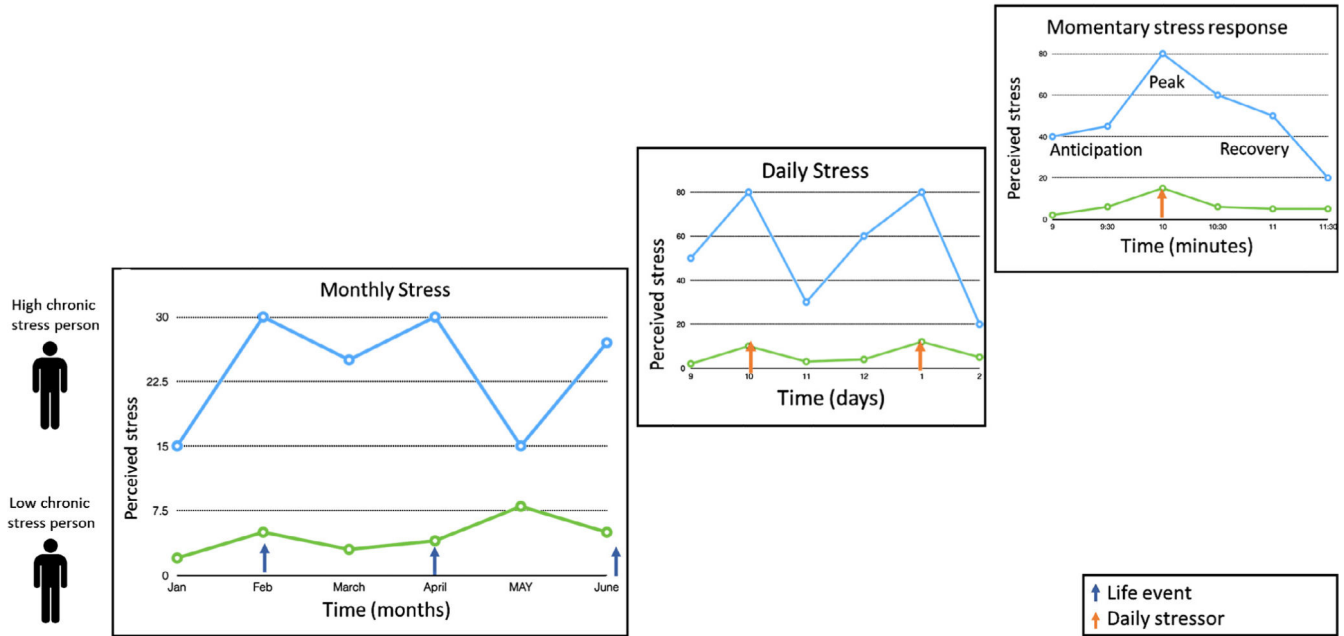 High chronic
stress person
Low chronic
stress person
Monthly Stress
Perceived stress
30
22.5
15
7.5
0
Jan Feb March April MAY June
Time (months)
Daily Stress
Perceived stress
80
60
40
20
0
9 10 11 12 1 2
Time (days)
Momentary stress response
Perceived stress
80
60
40
20
0
Peak
Anticipation
Recovery
9 9:30 10 10:30 11 11:30
Time (minutes)
Life event
Daily stressor